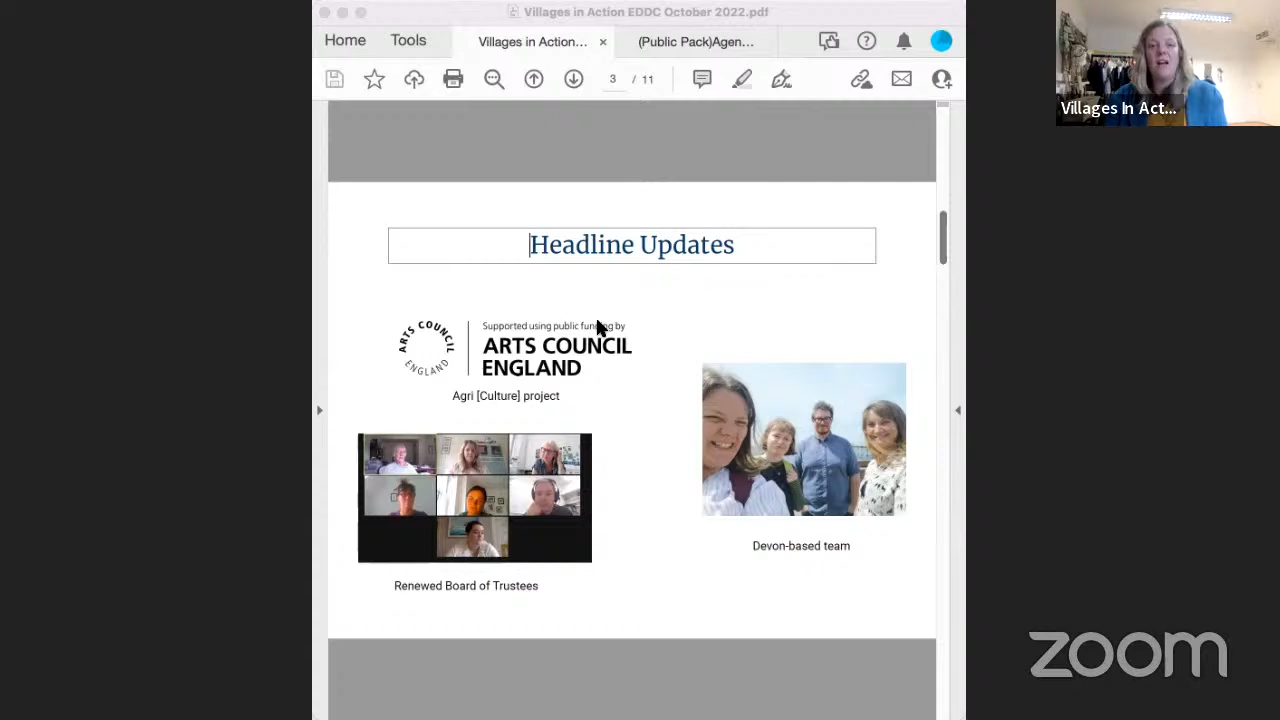 Villages in Action EDDC October 2022.pdf
Home
Tools
Villages in Action... ×
(Public Pack)Agen...
3 / 11
Villages In Act...
Headline Updates
ARTS COUNCIL
ENGLAND
Supported using public funding by
ARTS COUNCIL
ENGLAND
Agri [Culture] project
Devon-based team
Renewed Board of Trustees
zoom